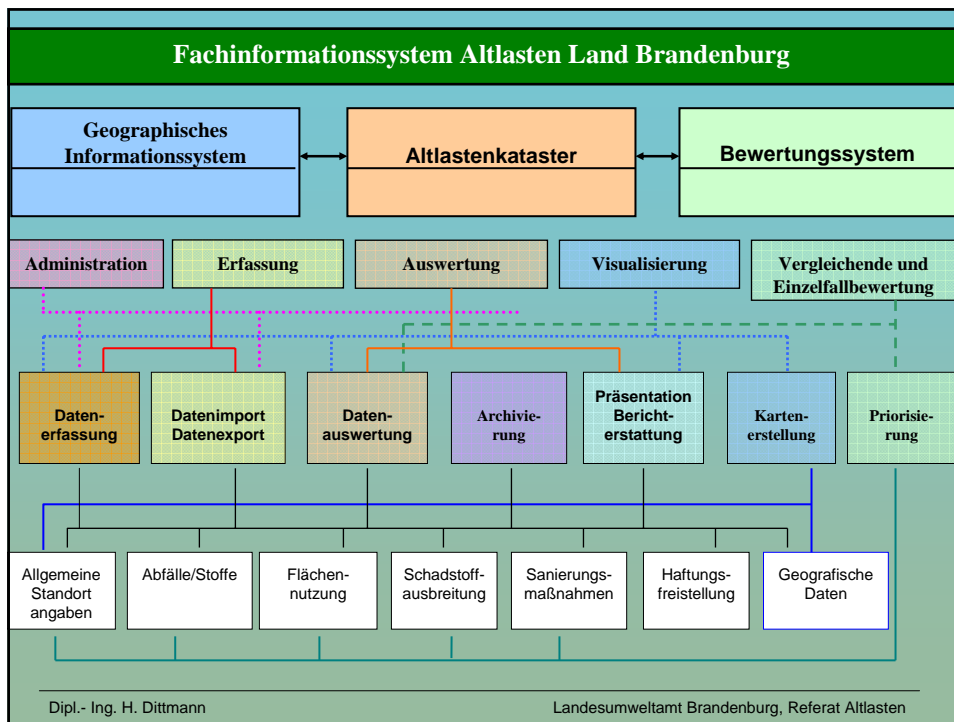 Fachinformationssystem Altlasten Land Brandenburg
Geographisches
Informationssystem
Altlastenkataster
Bewertungssystem
Administration
Erfassung
Auswertung
Visualisierung
Vergleichende und
Einzelfallbewertung
Daten-
erfassung
Datenimport
Datenexport
Daten-
auswertung
Archivie-
rung
Präsentation
Bericht-
erstattung
Karten-
erstellung
Priorisie-
rung
Allgemeine
Standort
angaben
Abfälle/Stoffe
Flächen-
nutzung
Schadstoff-
ausbreitung
Sanierungs-
maßnahmen
Haftungs-
freistellung
Geografische
Daten
Dipl.- Ing. H. Dittmann
Landesumweltamt Brandenburg, Referat Altlasten